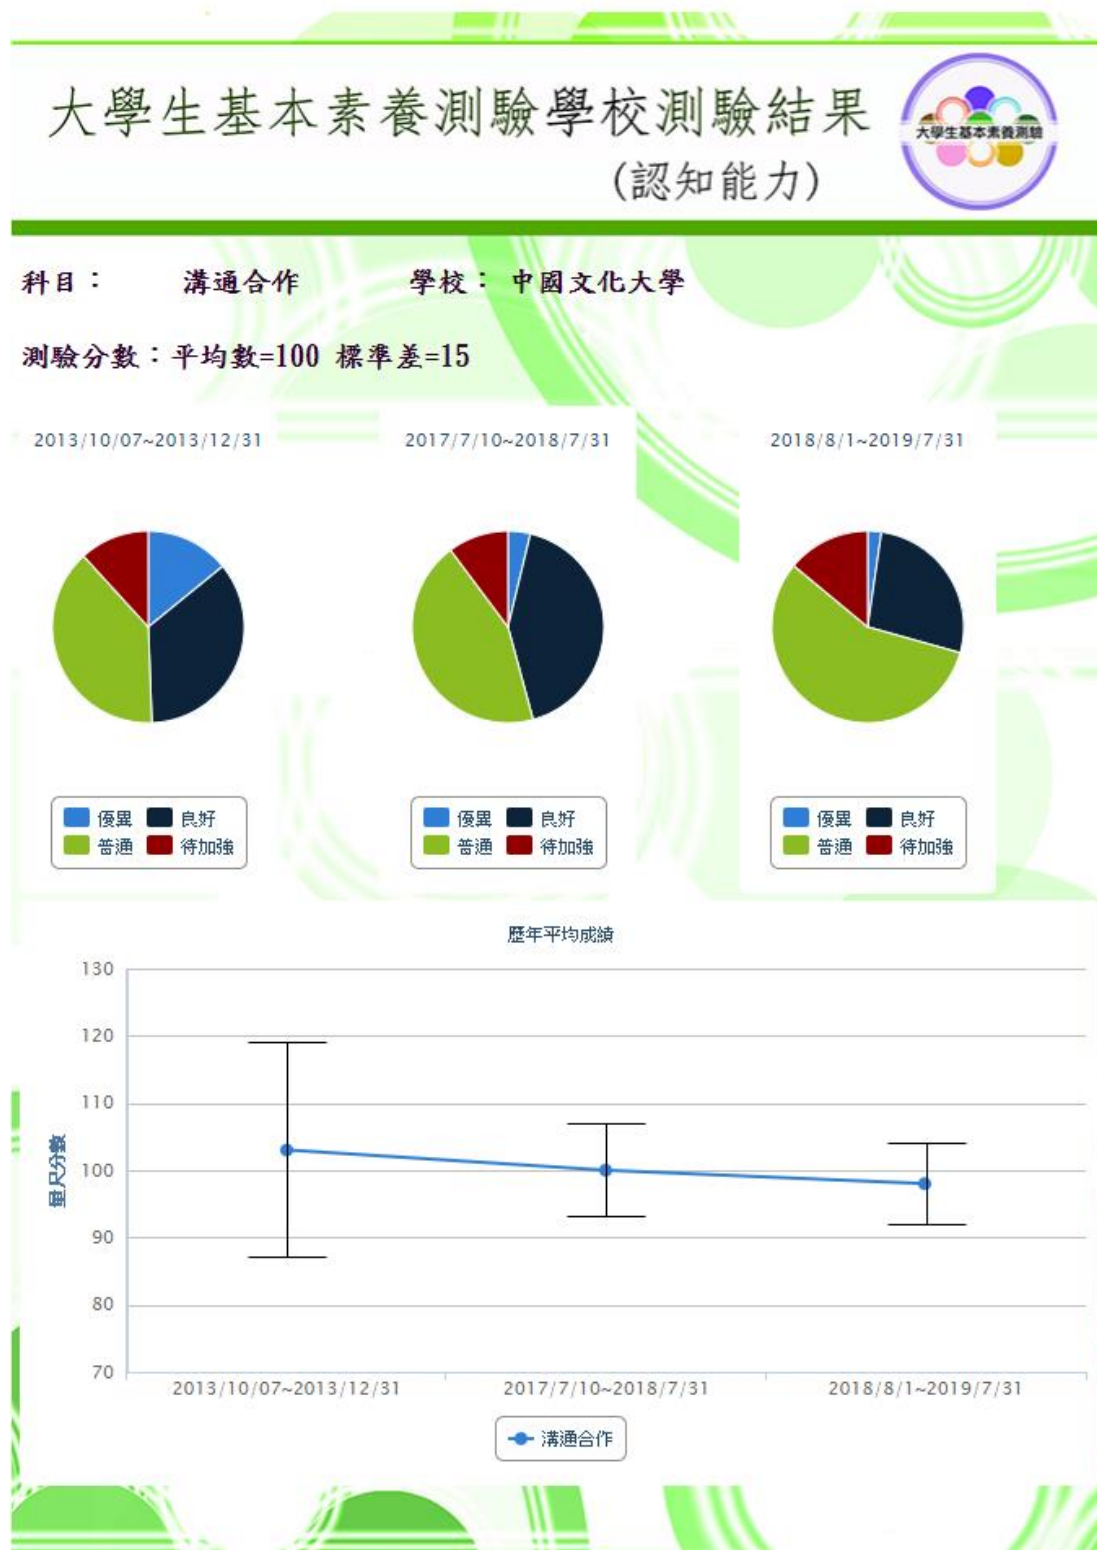 大學生基本素養測驗學校測驗結果
(認知能力)
大學生基本素養測驗
科目： 溝通合作 學校： 中國文化大學
測驗分數：平均數=100 標準差=15
2013/10/07~2013/12/31 2017/7/10~2018/7/31 2018/8/1~2019/7/31
優異 良好 優異 良好 優異 良好
普通 待加強 普通 待加強 普通 待加強
歷年平均成績
130
120
110
100
90
80
70
量尺分數
2013/10/07~2013/12/31 2017/7/10~2018/7/31 2018/8/1~2019/7/31
溝通合作